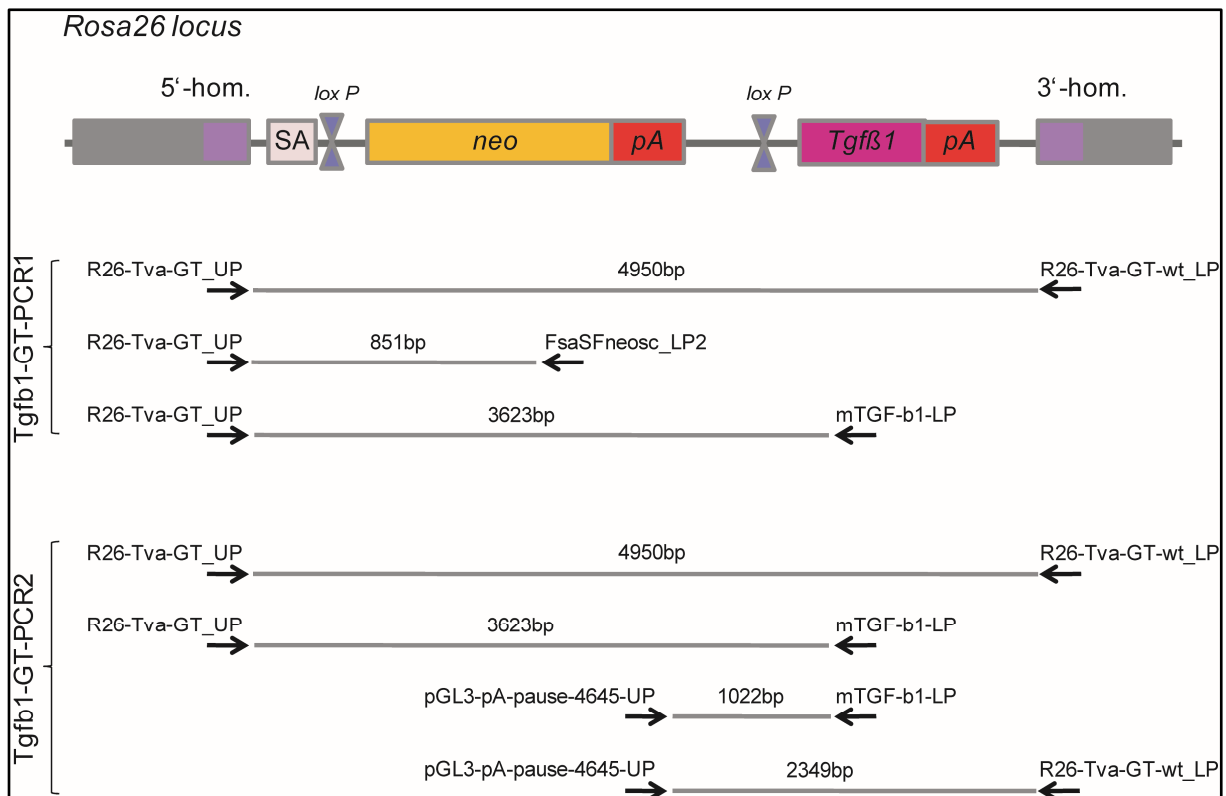 Rosa26 locus
5‘-hom.
lox P
lox P
3‘-hom.
SA
neo
pA
Tgfß1
pA
Tgfb1-GT-PCR1
R26-Tva-GT_UP
4950bp
R26-Tva-GT-wt_LP
R26-Tva-GT_UP
851bp
FsaSFneosc_LP2
R26-Tva-GT_UP
3623bp
mTGF-b1-LP
Tgfb1-GT-PCR2
R26-Tva-GT_UP
4950bp
R26-Tva-GT-wt_LP
R26-Tva-GT_UP
3623bp
mTGF-b1-LP
pGL3-pA-pause-4645-UP
1022bp
mTGF-b1-LP
pGL3-pA-pause-4645-UP
2349bp
R26-Tva-GT-wt_LP